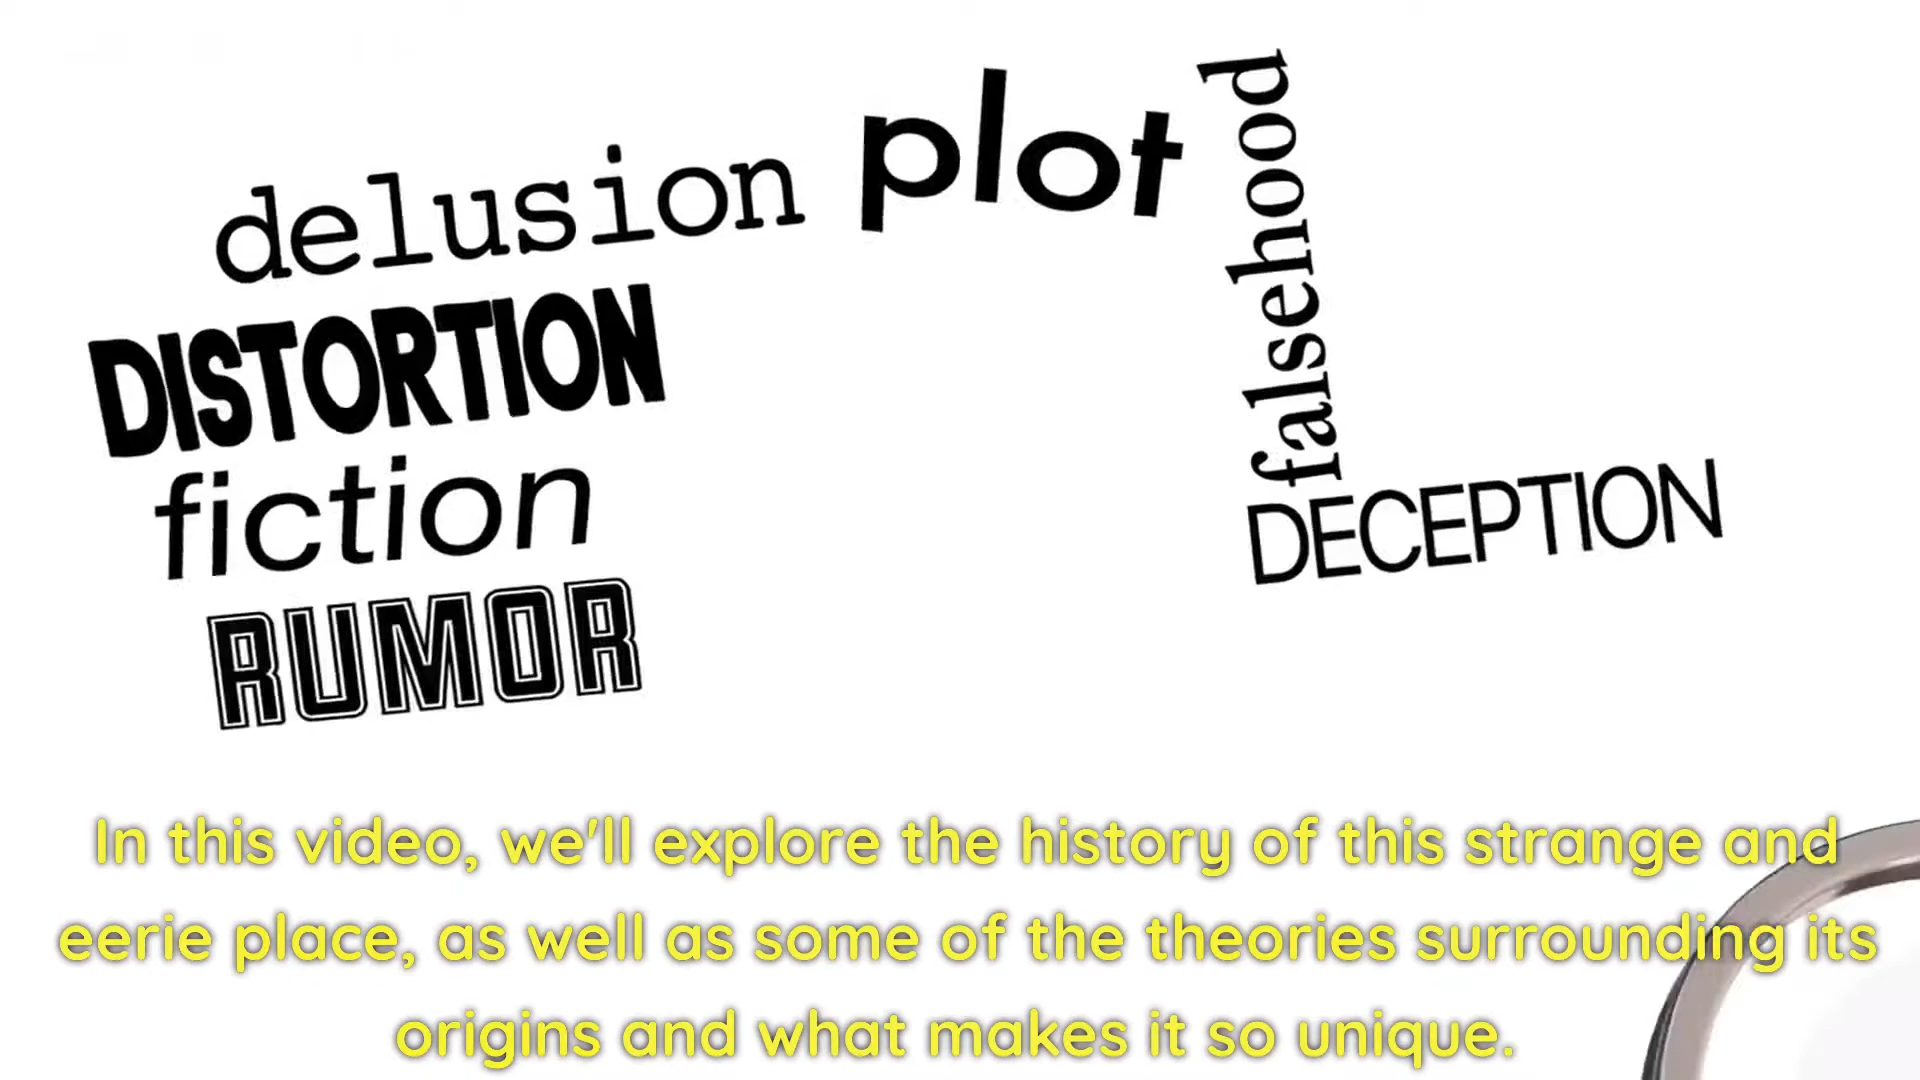 delusion plot
falsehood
DISTORTION
fiction
DECEPTION
RUMOR
In this video, we'll explore the history of this strange and
eerie place, as well as some of the theories surrounding its
origins and what makes it so unique.